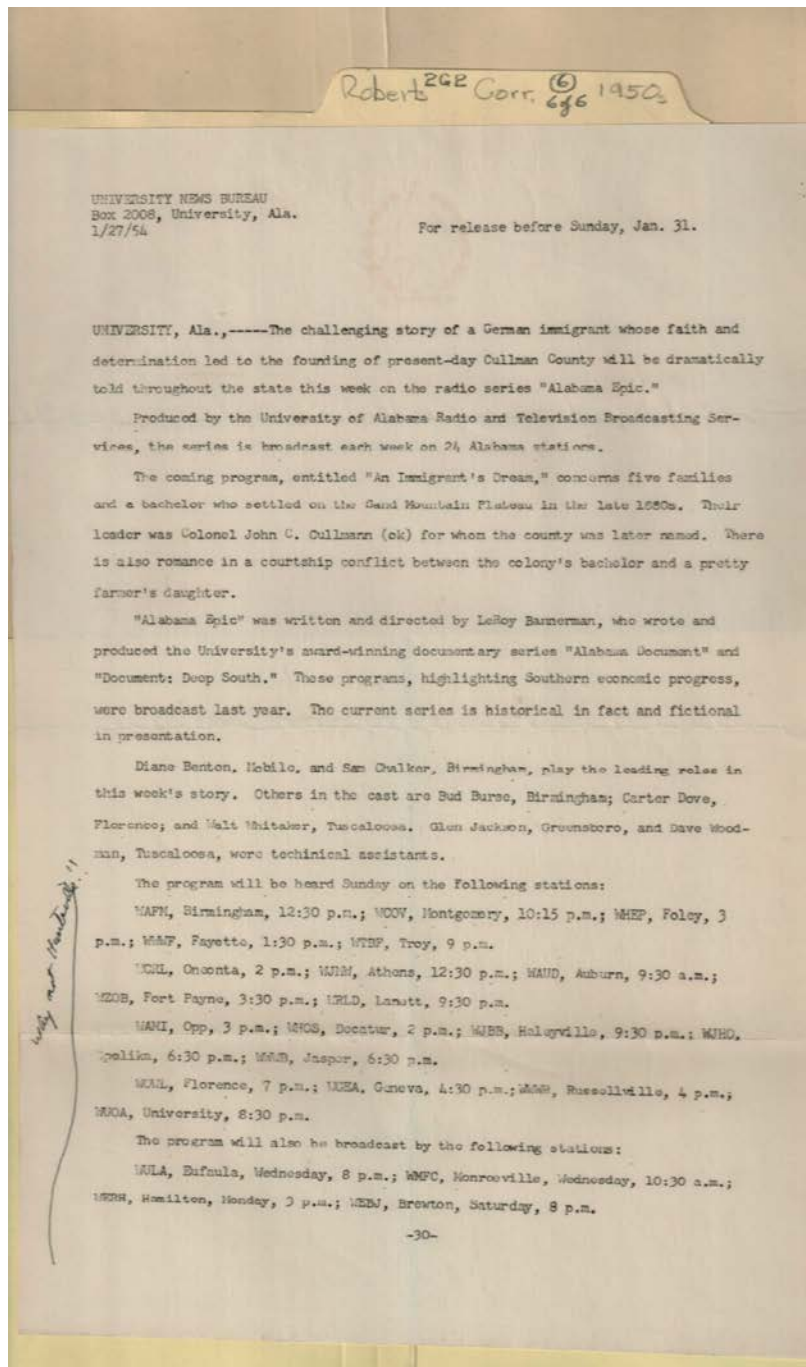 Roberts 2G2 Corr. 6 6 of 6 1950s
UNIVERSITY NEWS BUREAU
Box 2008, University, Ala.
1/27/54
For release before Sunday, Jan. 31.
UNIVERSITY, Ala.,-----The challenging story of a German immigrant whose faith and
determination led to the founding of present-day Cullman County will be dramatically
told throughout the state this week on the radio series "Alabama Epic."
Produced by the University of Alabama Radio and Television Broadcasting Ser-
vices, the series is broadcast each week on 24 Alabama stations.
The coming program, entitled "An Immigrant's Dream," concerns five families
and a bachelor who settled on the Sand Mountain Plateau in the late 1880s. Their
leader was Colonel John C. Cullmann (ok) for whom the county was later named. There
is also romance in a courtship conflict between the colony's bachelor and a pretty
farmer's daughter.
"Alabama Epic" was written and directed by LeRoy Bannerman, who wrote and
produced the University's award-winning documentary series "Alabama Document" and
"Document: Deep South." These programs, highlighting Southern economic progress,
were broadcast last year. The current series is historical in fact and fictional
in presentation.
Diane Benton, Mobile, and Sam Chalker, Birmingham, play the leading roles in
this week's story. Others in the cast are Bud Burse, Birmingham; Carter Dove,
Florence; and Walt Whitaker, Tuscaloosa. Glen Jackson, Greensboro, and Dave Wood-
man, Tuscaloosa, were techinical assistants.
The program will be heard Sunday on the Following stations:
WAFM, Birmingham, 12:30 p.m.; WCOV, Montgomery, 10:15 p.m.; WHEP, Foley, 3
p.m.; WWWF, Fayette, 1:30 p.m.; WTBF, Troy, 9 p.m.
WCRL, Oneonta, 2 p.m.; WJMW, Athens, 12:30 p.m.; WAUD, Auburn, 9:30 a.m.;
WZOB, Fort Payne, 3:30 p.m.; WRLD, Lanett, 9:30 p.m.
WAMI, Opp, 3 p.m.; WHOS, Decatur, 2 p.m.; WJBB, Haleyville, 9:30 p.m.; WJHO,
Opelika, 6:30 p.m.; WWWB, Jasper, 6:30 p.m.
WOWL, Florence, 7 p.m.; WGEA, Geneva, 4:30 p.m.; WWWR, Russellville, 4 p.m.;
WUOA, University, 8:30 p.m.
The program will also be broadcast by the following stations:
WULA, Eufaula, Wednesday, 8 p.m.; WMFC, Monroeville, Wednesday, 10:30 a.m.;
WERH, Hamilton, Monday, 3 p.m.; WEBJ, Brewton, Saturday, 8 p.m.
-30-
why not